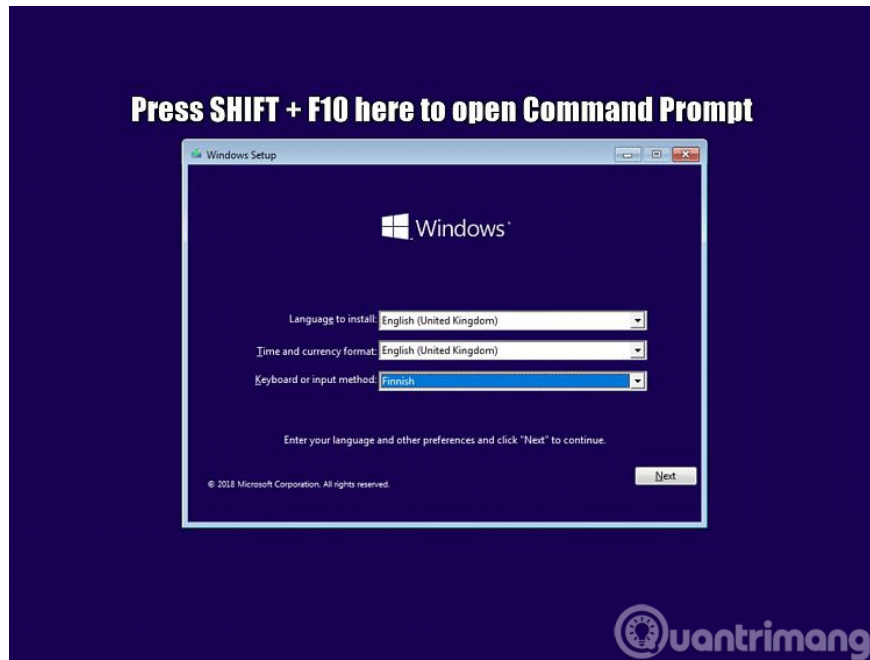 Press SHIFT + F10 here to open Command Prompt
Windows Setup
Windows
Language to install: English (United Kingdom)
Time and currency format: English (United Kingdom)
Keyboard or input method: Finnish
Enter your language and other preferences and click "Next" to continue.
© 2018 Microsoft Corporation. All rights reserved.
Next
Quantrimang